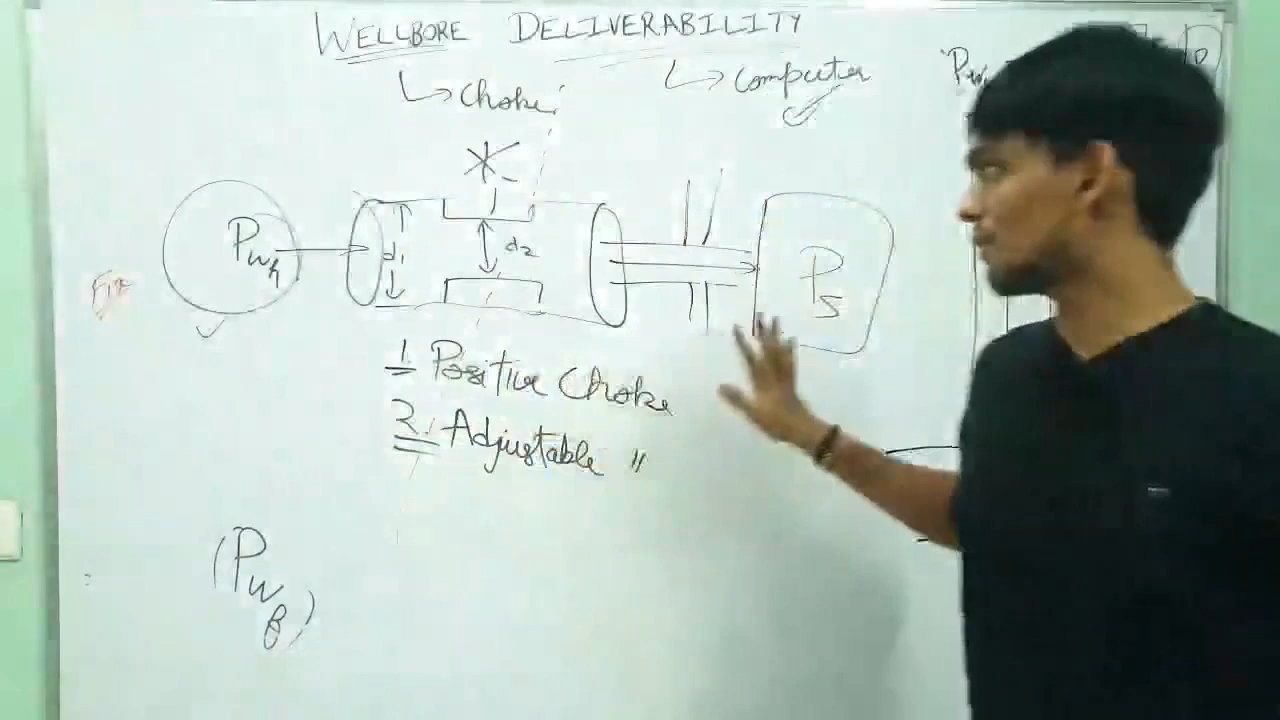 WELLBORE DELIVERABILITY
↳ Choke
↳ Computer
Pwh
d1
d2
Ps
1. Positive Choke
2. Adjustable "
(Pwf)